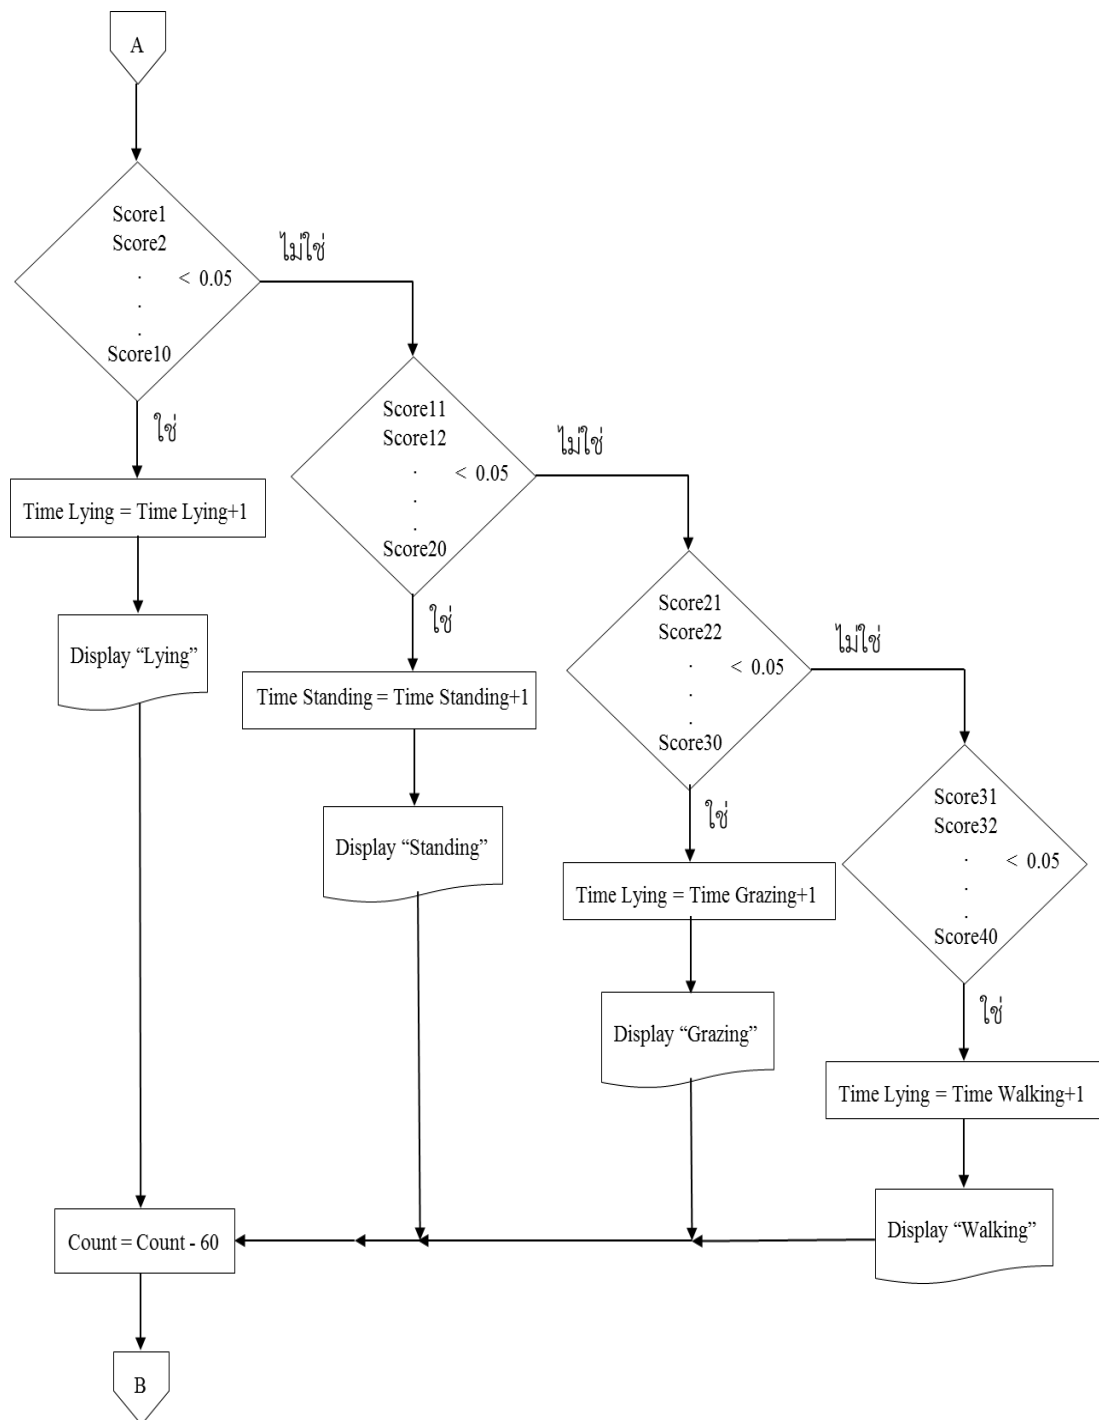 A
Score1
Score2
.
< 0.05
.
.
Score10
ไม่ใช่
ใช่
Time Lying = Time Lying+1
Display “Lying”
Score11
Score12
.
< 0.05
.
.
Score20
ไม่ใช่
ใช่
Time Standing = Time Standing+1
Display “Standing”
Score21
Score22
.
< 0.05
.
.
Score30
ไม่ใช่
ใช่
Time Lying = Time Grazing+1
Display “Grazing”
Score31
Score32
.
< 0.05
.
.
Score40
ใช่
Time Lying = Time Walking+1
Display “Walking”
Count = Count - 60
B